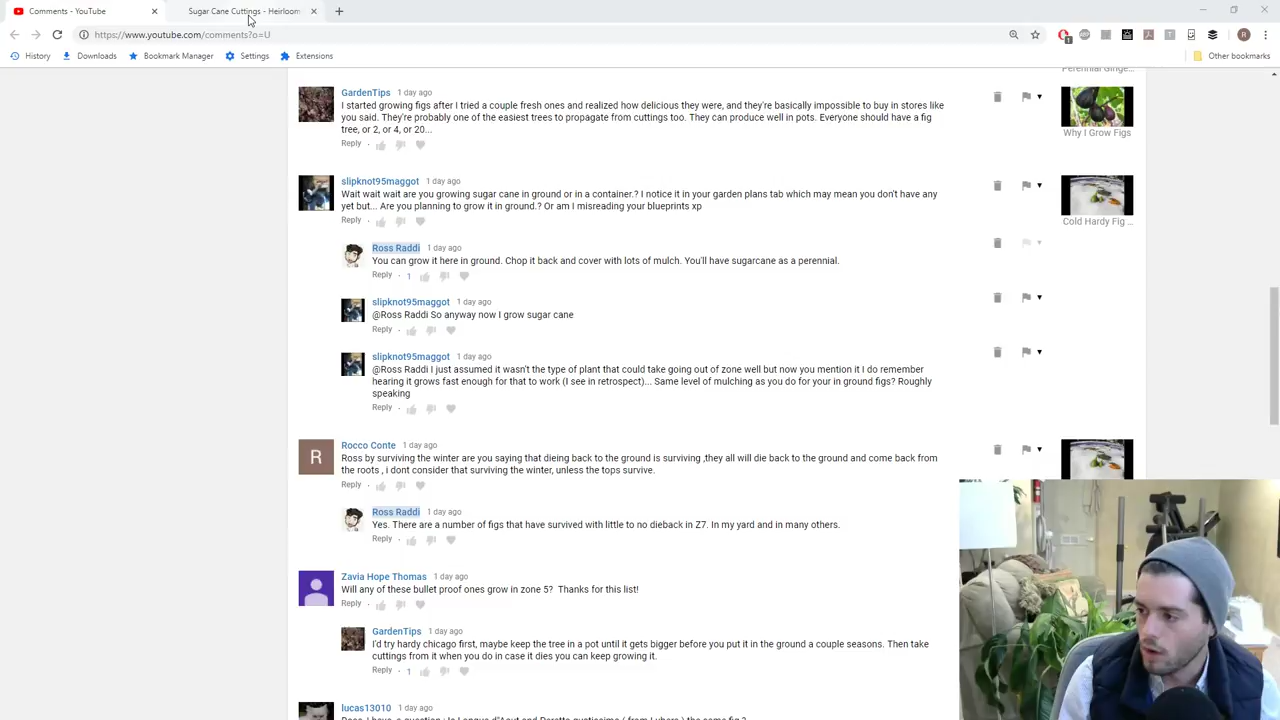 Comments - YouTube
Sugar Cane Cuttings - Heirloom
https://www.youtube.com/comments?o=U
R
History
Downloads
Bookmark Manager
Settings
Extensions
Other bookmarks
Perennial Ginge...
GardenTips 1 day ago
I started growing figs after I tried a couple fresh ones and realized how delicious they were, and they're basically impossible to buy in stores like
you said. They're probably one of the easiest trees to propagate from cuttings too. They can produce well in pots. Everyone should have a fig
tree, or 2, or 4, or 20...
Why I Grow Figs
Reply
slipknot95maggot 1 day ago
Wait wait wait are you growing sugar cane in ground or in a container.? I notice it in your garden plans tab which may mean you don't have any
yet but... Are you planning to grow it in ground.? Or am I misreading your blueprints xp
Reply
Cold Hardy Fig ...
Ross Raddi 1 day ago
You can grow it here in ground. Chop it back and cover with lots of mulch. You'll have sugarcane as a perennial.
Reply · 1
slipknot95maggot 1 day ago
@Ross Raddi So anyway now I grow sugar cane
Reply
slipknot95maggot 1 day ago
@Ross Raddi I just assumed it wasn't the type of plant that could take going out of zone well but now you mention it I do remember
hearing it grows fast enough for that to work (I see in retrospect)... Same level of mulching as you do for your in ground figs? Roughly
speaking
Reply
R
Rocco Conte 1 day ago
Ross by surviving the winter are you saying that dieing back to the ground is surviving ,they all will die back to the ground and come back from
the roots , i dont consider that surviving the winter, unless the tops survive.
Reply
Ross Raddi 1 day ago
Yes. There are a number of figs that have survived with little to no dieback in Z7. In my yard and in many others.
Reply
Zavia Hope Thomas 1 day ago
Will any of these bullet proof ones grow in zone 5? Thanks for this list!
Reply
GardenTips 1 day ago
I'd try hardy chicago first, maybe keep the tree in a pot until it gets bigger before you put it in the ground a couple seasons. Then take
cuttings from it when you do in case it dies you can keep growing it.
Reply · 1
lucas13010 1 day ago